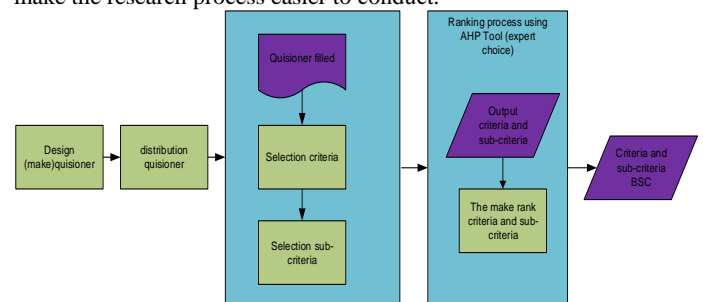 make the research process easier to conduct.
Ranking process using
AHP Tool (expert
choice)
Quisioner filled
Output
criteria and
sub-criteria
Design
(make)quisioner
distribution
quisioner
Selection criteria
Criteria and
sub-criteria
BSC
The make rank
criteria and sub-
criteria
Selection sub-
criteria